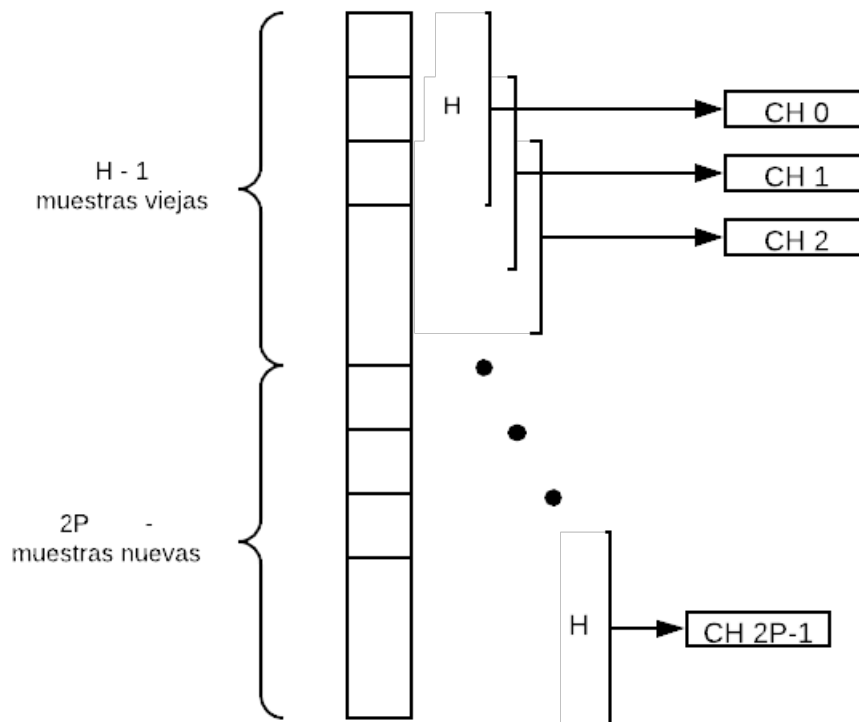 H
CH 0
CH 1
H - 1
muestras viejas
CH 2
2P -
muestras nuevas
H
CH 2P-1